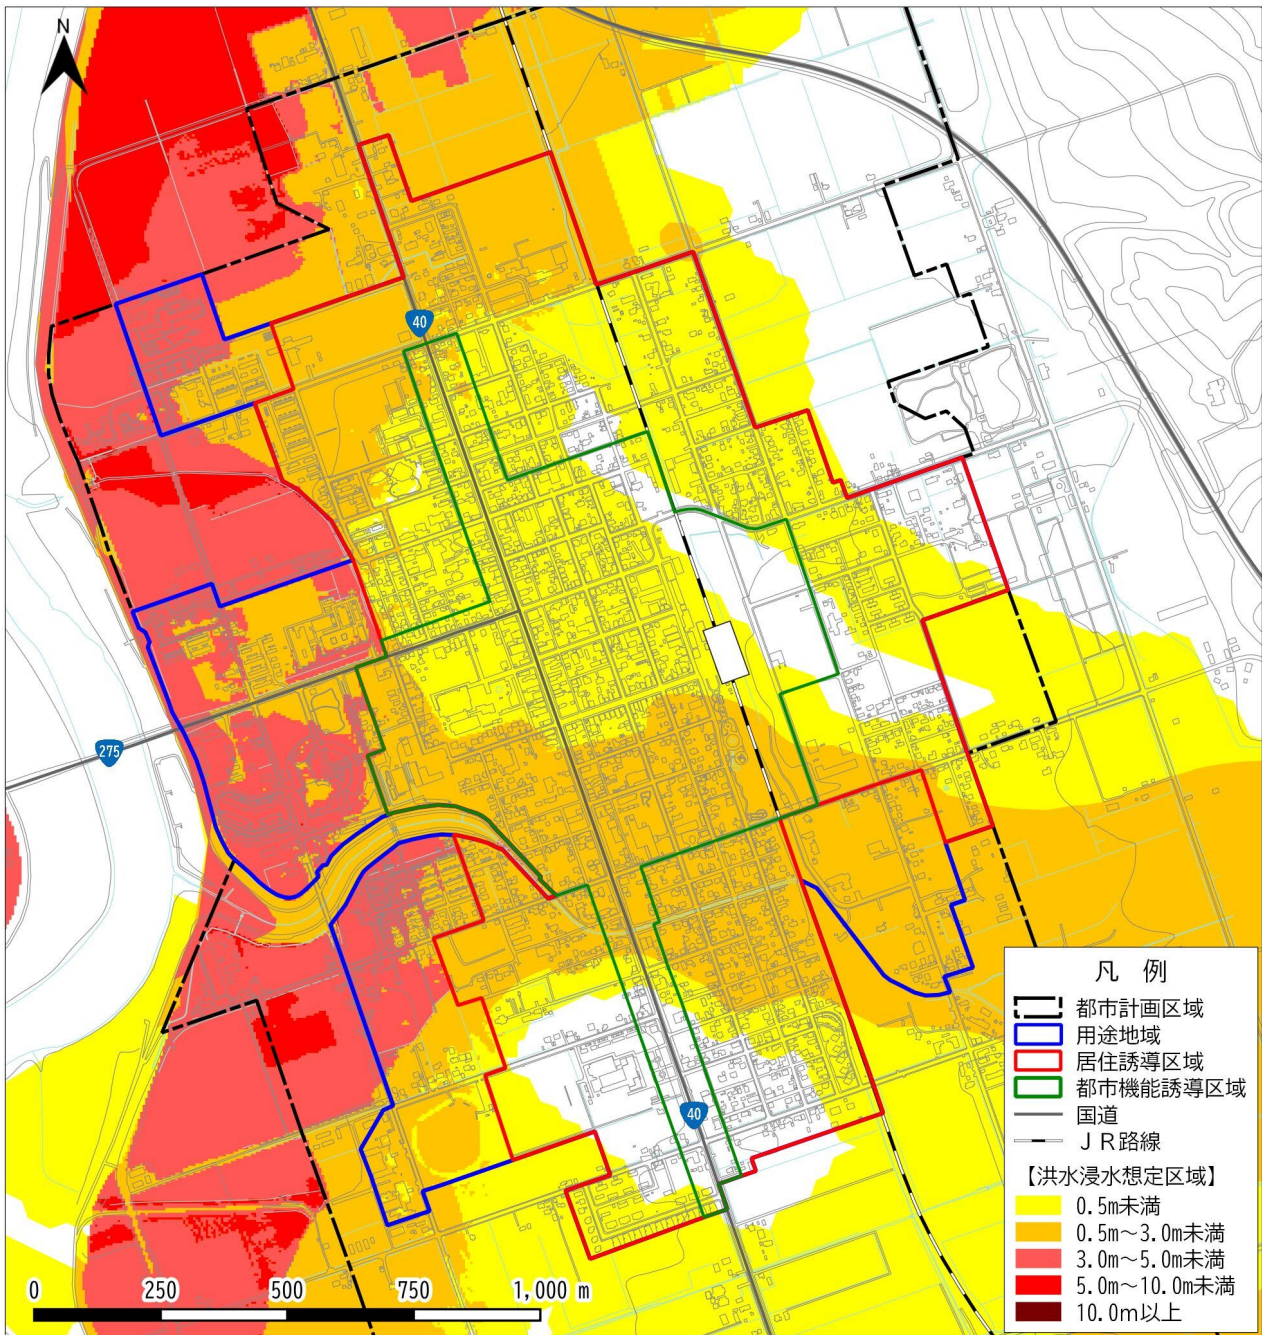 N
40
275
40
凡 例
都市計画区域
用途地域
居住誘導区域
都市機能誘導区域
国道
ＪＲ路線
【洪水浸水想定区域】
0.5m未満
0.5m～3.0m未満
3.0m～5.0m未満
5.0m～10.0m未満
10.0m以上
0 250 500 750 1,000 m